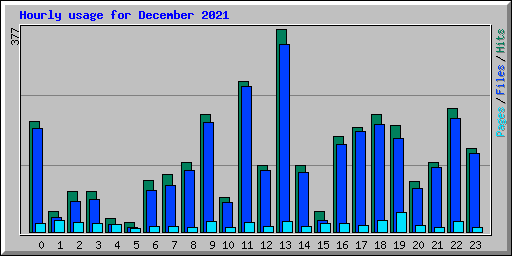 Hourly usage for December 2021
377
Pages / Files / Hits
0 1 2 3 4 5 6 7 8 9 10 11 12 13 14 15 16 17 18 19 20 21 22 23